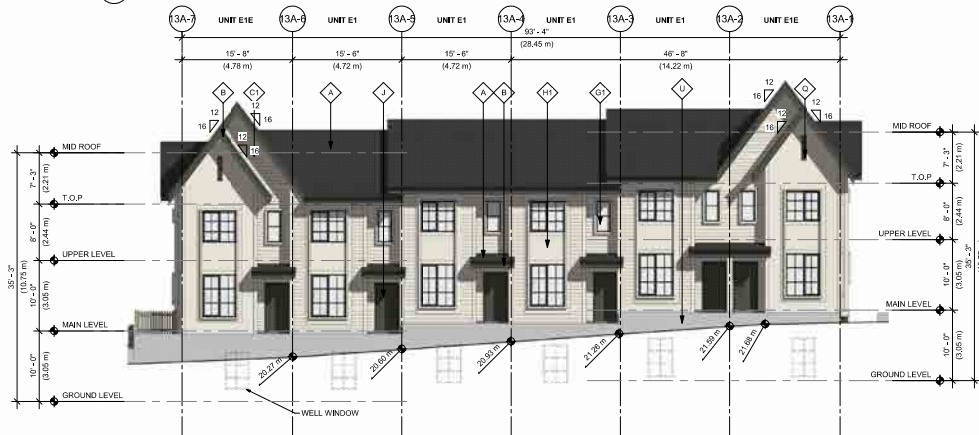 13A-7 UNIT E1E 13A-6 UNIT E1 13A-5 UNIT E1 13A-4 UNIT E1 13A-3 UNIT E1 13A-2 UNIT E1E 13A-1
93' - 4"
(28.45 m)
15' - 8" 15' - 6" 15' - 6" 46' - 8"
(4.78 m) (4.72 m) (4.72 m) (14.22 m)
B C1 A J A B H1 G1 U Q
12 16 12 16 12 16
12 16 12 16 12 16
MID ROOF
7' - 3"
(2.21 m)
T.O.P
8' - 0"
(2.44 m)
UPPER LEVEL
10' - 0"
(3.05 m)
MAIN LEVEL
10' - 0"
(3.05 m)
GROUND LEVEL
35' - 3"
(10.75 m)
20.27 m
20.60 m
20.93 m
21.26 m
21.59 m
21.68 m
WELL WINDOW
MID ROOF
7' - 3"
(2.21 m)
T.O.P
8' - 0"
(2.44 m)
UPPER LEVEL
10' - 0"
(3.05 m)
MAIN LEVEL
10' - 0"
(3.05 m)
GROUND LEVEL
35' - 3"